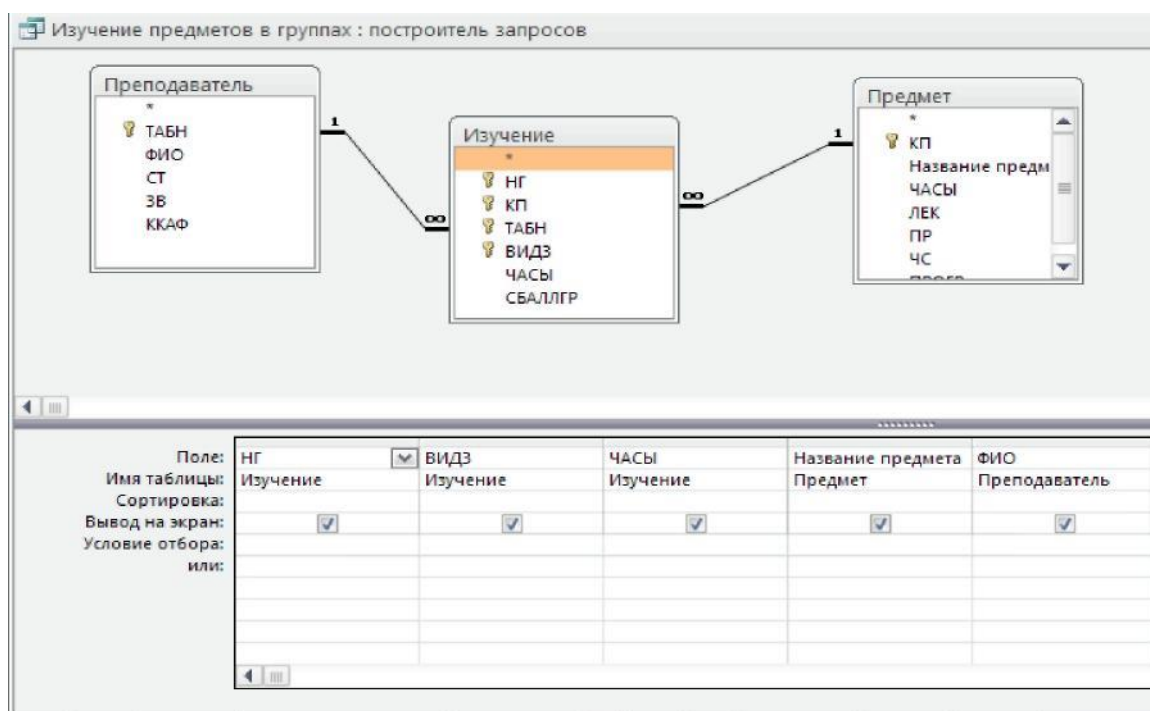 Изучение предметов в группах : построитель запросов
Преподаватель
*
ТАБН
ФИО
СТ
ЗВ
ККАФ
1
∞
Изучение
*
НГ
КП
ТАБН
ВИДЗ
ЧАСЫ
СБАЛЛГР
∞
1
Предмет
*
КП
Название предм
ЧАСЫ
ЛЕК
ПР
ЧС
Поле: НГ ВИДЗ ЧАСЫ Название предмета ФИО
Имя таблицы: Изучение Изучение Изучение Предмет Преподаватель
Сортировка:
Вывод на экран:
Условие отбора:
или: